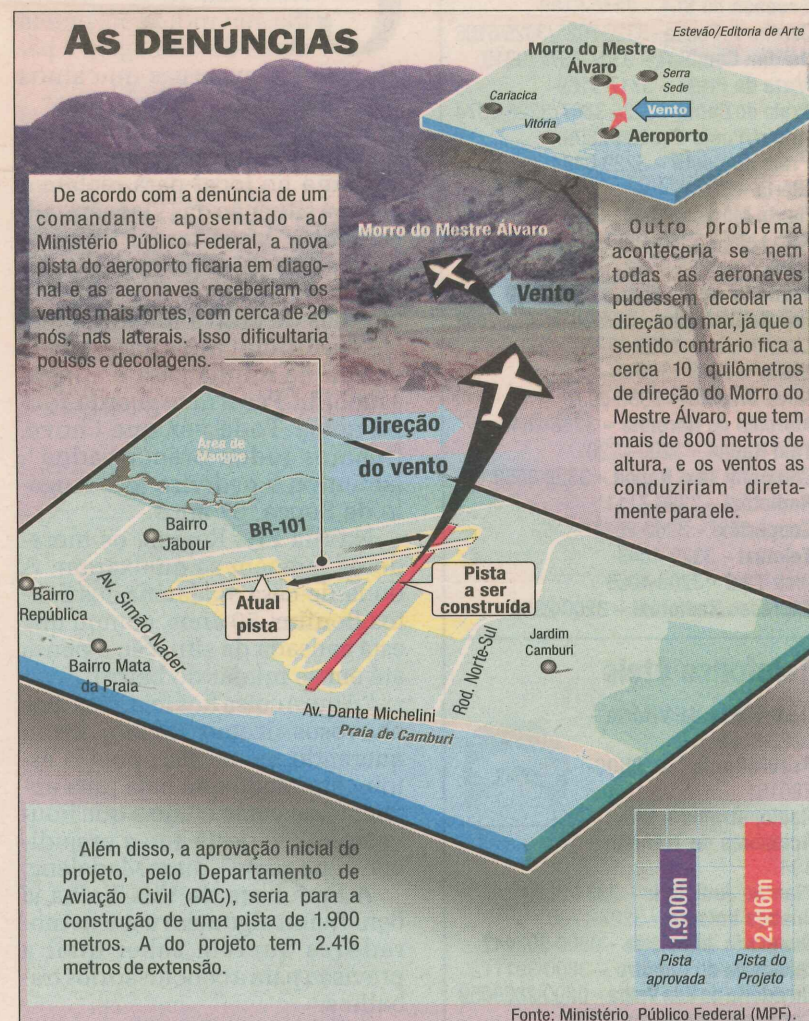 AS DENÚNCIAS
Estevão/Editoria de Arte
Morro do Mestre
Álvaro
Serra
Sede
Cariacica
Vento
Vitória
Aeroporto
De acordo com a denúncia de um
comandante aposentado ao
Ministério Público Federal, a nova
pista do aeroporto ficaria em diago-
nal e as aeronaves receberiam os
ventos mais fortes, com cerca de 20
nós, nas laterais. Isso dificultaria
pousos e decolagens.
Morro do Mestre Álvaro
Vento
Outro problema
aconteceria se nem
todas as aeronaves
pudessem decolar na
direção do mar, já que o
sentido contrário fica a
cerca 10 quilômetros
de direção do Morro do
Mestre Álvaro, que tem
mais de 800 metros de
altura, e os ventos as
conduziriam direta-
mente para ele.
Direção
do vento
Área de
Mangue
Bairro
Jabour
BR-101
Bairro
República
Av. Simão Nader
Atual
pista
Pista
a ser
construída
Bairro Mata
da Praia
Rod. Norte-Sul
Jardim
Camburi
Av. Dante Michelini
Praia de Camburi
Além disso, a aprovação inicial do
projeto, pelo Departamento de
Aviação Civil (DAC), seria para a
construção de uma pista de 1.900
metros. A do projeto tem 2.416
metros de extensão.
1.900m
2.416m
Pista
aprovada
Pista do
Projeto
Fonte: Ministério Público Federal (MPF).